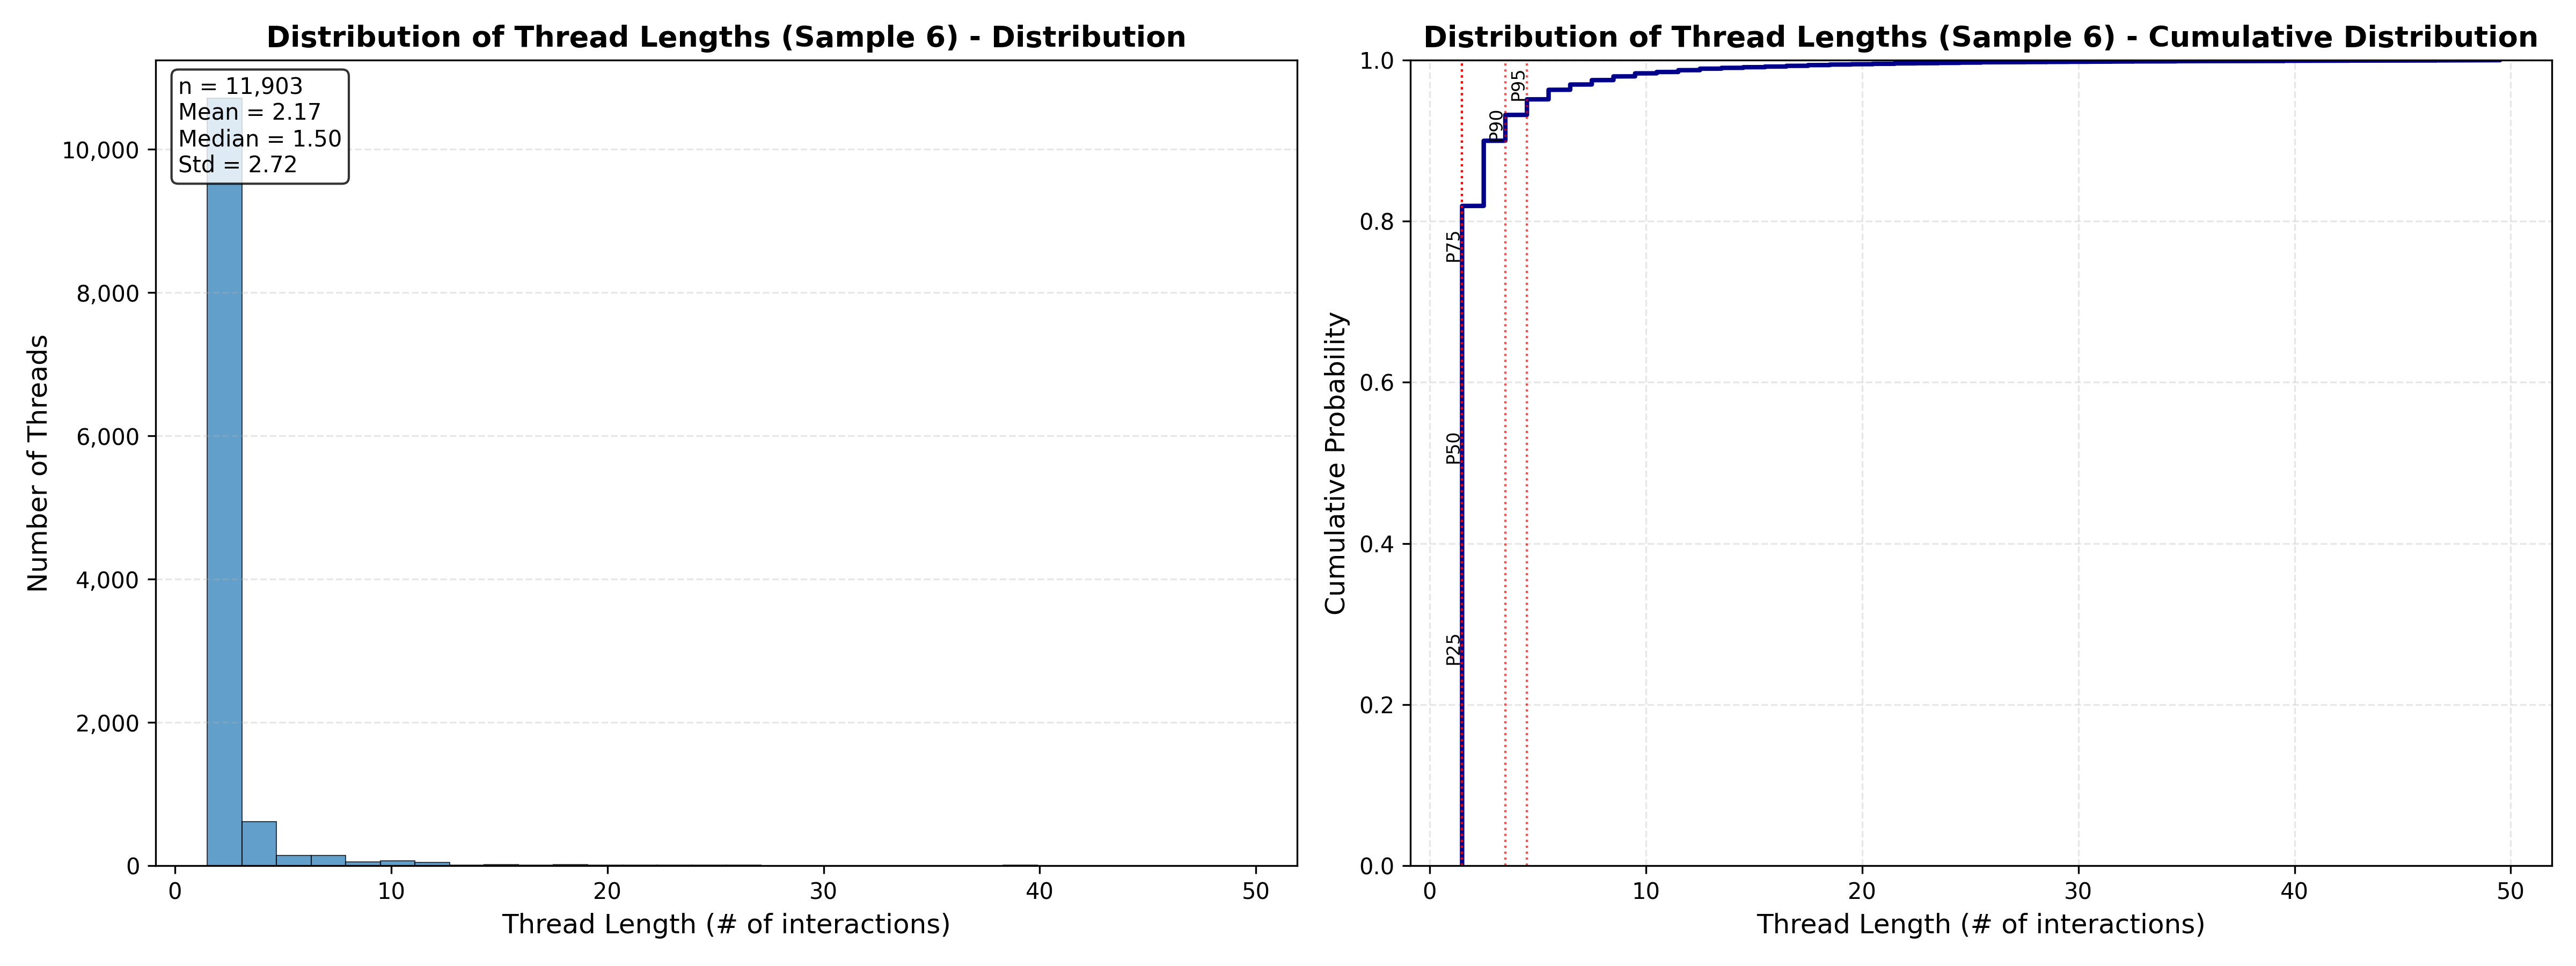 Distribution of Thread Lengths (Sample 6) - Distribution
n = 11,903
Mean = 2.17
Median = 1.50
Std = 2.72
10,000
8,000
6,000
4,000
2,000
0
Number of Threads
0 10 20 30 40 50
Thread Length (# of interactions)
Distribution of Thread Lengths (Sample 6) - Cumulative Distribution
1.0
0.8
0.6
0.4
0.2
0.0
Cumulative Probability
P95
P90
P75
P50
P25
0 10 20 30 40 50
Thread Length (# of interactions)